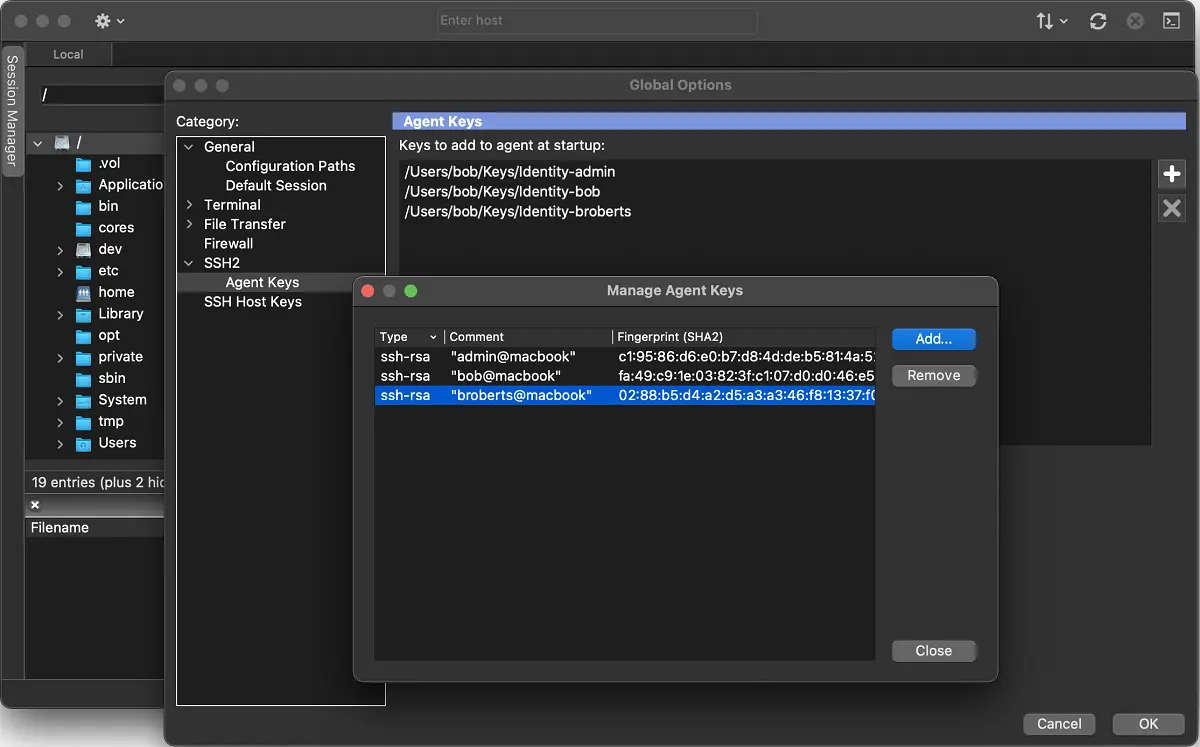 Enter host
Local
Session Manager
/
/
.vol
Applicatio
bin
cores
dev
etc
home
Library
opt
private
sbin
System
tmp
Users
19 entries (plus 2 hid
Filename
Global Options
Category:
General
Configuration Paths
Default Session
Terminal
File Transfer
Firewall
SSH2
Agent Keys
SSH Host Keys
Agent Keys
Keys to add to agent at startup:
/Users/bob/Keys/Identity-admin
/Users/bob/Keys/Identity-bob
/Users/bob/Keys/Identity-broberts
Manage Agent Keys
Type Comment Fingerprint (SHA2)
ssh-rsa "admin@macbook" c1:95:86:d6:e0:b7:d8:4d:de:b5:81:4a:5
ssh-rsa "bob@macbook" fa:49:c9:1e:03:82:3f:c1:07:d0:d0:46:e5
ssh-rsa "broberts@macbook" 02:88:b5:d4:a2:d5:a3:a3:46:f8:13:37:f0
Add...
Remove
Close
Cancel
OK